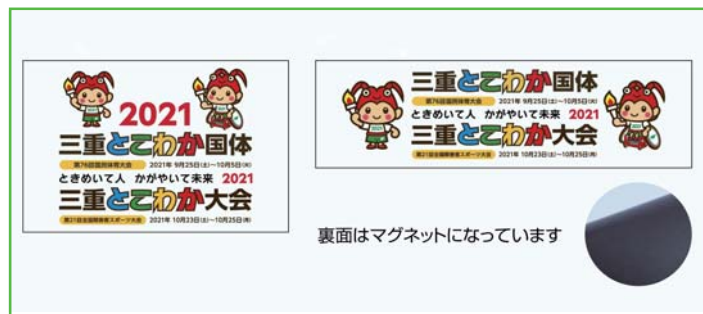 2021
三重とこわか国体
第76回国民体育大会 2021年 9月25日(土)~10月5日(火)
ときめいて人 かがやいて未来 2021
三重とこわか大会
第21回全国障害者スポーツ大会 2021年 10月23日(土)~10月25日(月)
三重とこわか国体
第76回国民体育大会 2021年 9月25日(土)~10月5日(火)
ときめいて人 かがやいて未来 2021
三重とこわか大会
第21回全国障害者スポーツ大会 2021年 10月23日(土)~10月25日(月)
裏面はマグネットになっています